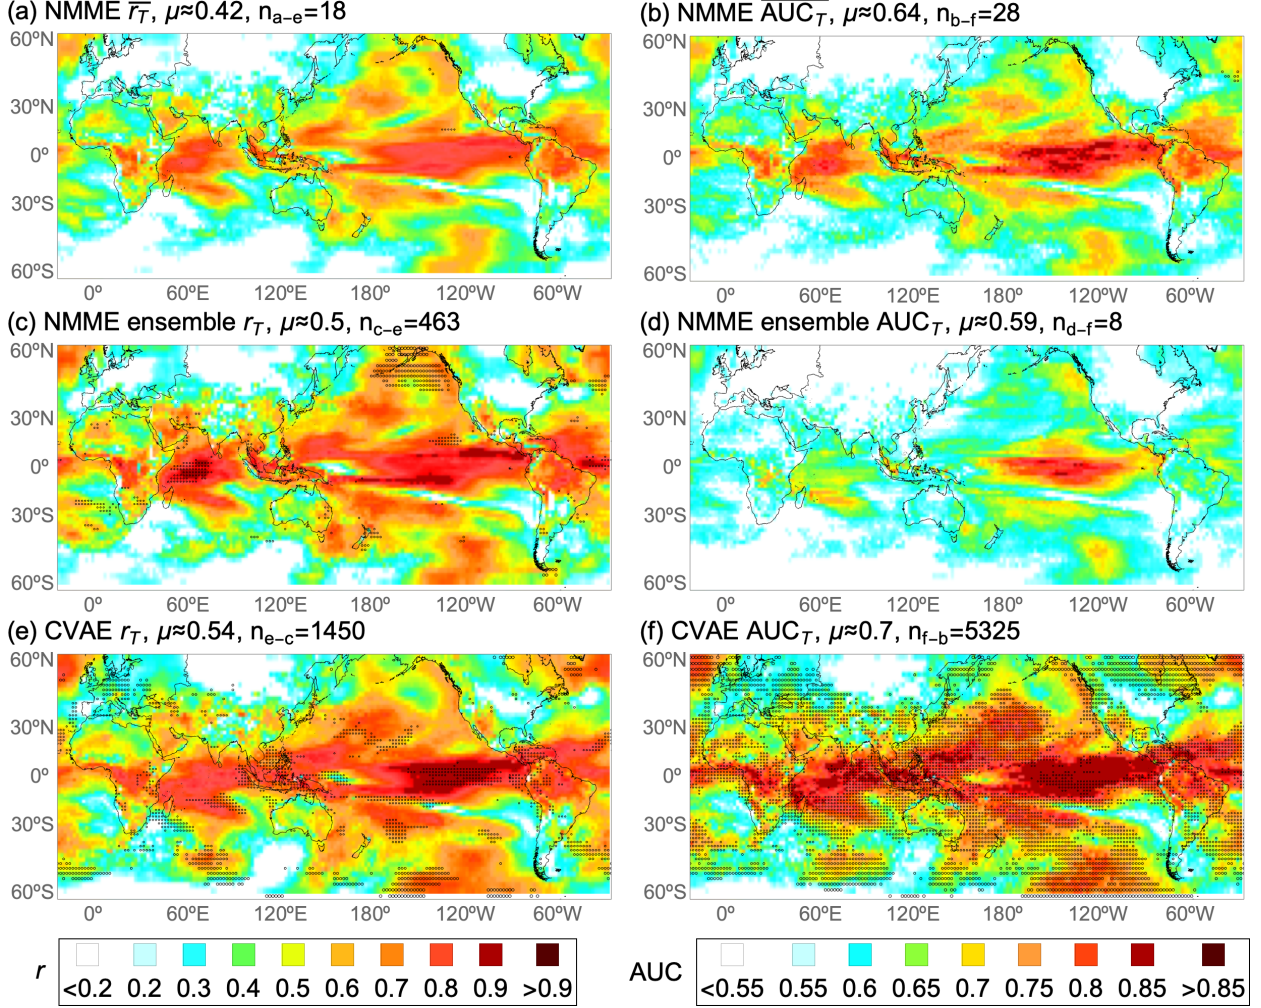 (a) NMME r̅T̅, μ≈0.42, na−e=18
(b) NMME A̅U̅C̅T̅, μ≈0.64, nb−f=28
60ºN
30ºN
0º
30ºS
60ºS
0º 60ºE 120ºE 180º 120ºW 60ºW
60ºN
30ºN
0º
30ºS
60ºS
0º 60ºE 120ºE 180º 120ºW 60ºW
(c) NMME ensemble rT, μ≈0.5, nc−e=463
(d) NMME ensemble AUCT, μ≈0.59, nd−f=8
60ºN
30ºN
0º
30ºS
60ºS
0º 60ºE 120ºE 180º 120ºW 60ºW
60ºN
30ºN
0º
30ºS
60ºS
0º 60ºE 120ºE 180º 120ºW 60ºW
(e) CVAE rT, μ≈0.54, ne−c=1450
(f) CVAE AUCT, μ≈0.7, nf−b=5325
60ºN
30ºN
0º
30ºS
60ºS
0º 60ºE 120ºE 180º 120ºW 60ºW
60ºN
30ºN
0º
30ºS
60ºS
0º 60ºE 120ºE 180º 120ºW 60ºW
r
<0.2 0.2 0.3 0.4 0.5 0.6 0.7 0.8 0.9 >0.9
AUC
<0.55 0.55 0.6 0.65 0.7 0.75 0.8 0.85 >0.85